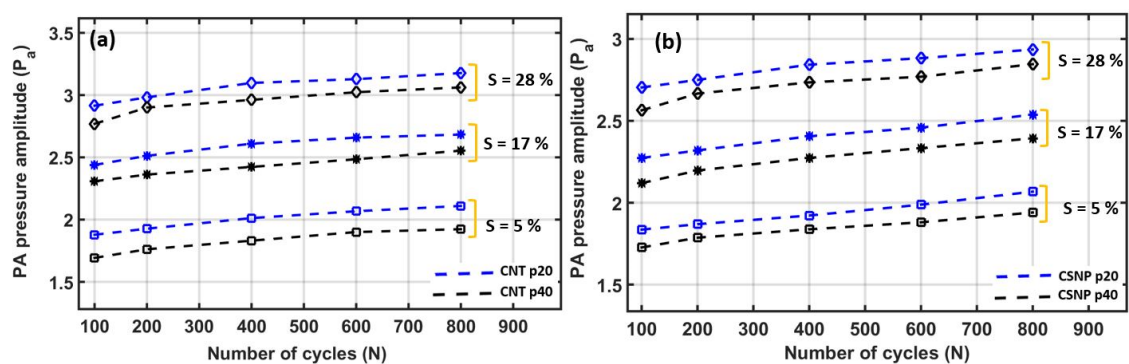 (a)
PA pressure amplitude (Pa)
3.5
3
2.5
2
1.5
S = 28 %
S = 17 %
S = 5 %
CNT p20
CNT p40
100 200 300 400 500 600 700 800 900
Number of cycles (N)
(b)
PA pressure amplitude (Pa)
3
2.5
2
1.5
S = 28 %
S = 17 %
S = 5 %
CSNP p20
CSNP p40
100 200 300 400 500 600 700 800 900
Number of cycles (N)